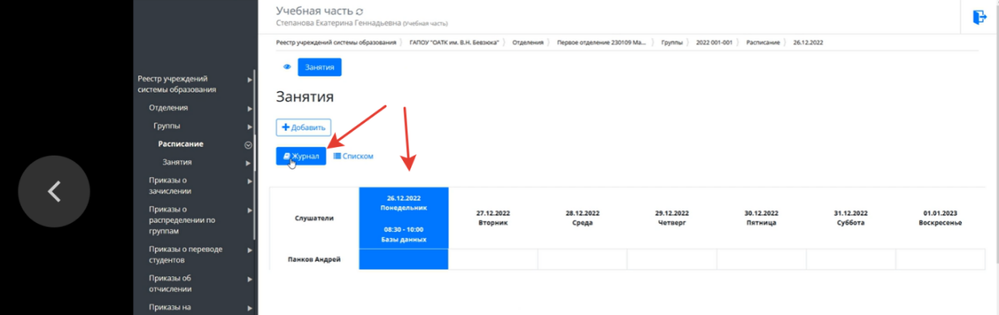 Учебная часть
Степанова Екатерина Геннадьевна (Учебная часть)
Реестр учреждений системы образования
ГАПОУ "ОАТК им. В.Н. Бевзюка"
Отделения
Первое отделение 230109 Ма...
Группы
2022 001-001
Расписание
26.12.2022
Занятия
Реестр учреждений
системы образования
Отделения
Группы
Расписание
Занятия
Приказы о
зачислении
Приказы о
распределении по
группам
Приказы о переводе
студентов
Приказы об
отчислении
Приказы на
Занятия
Добавить
Журнал
Списком
Слушатели
26.12.2022
Понедельник
08:30 - 10:00
Базы данных
27.12.2022
Вторник
28.12.2022
Среда
29.12.2022
Четверг
30.12.2022
Пятница
31.12.2022
Суббота
01.01.2023
Воскресенье
Панков Андрей